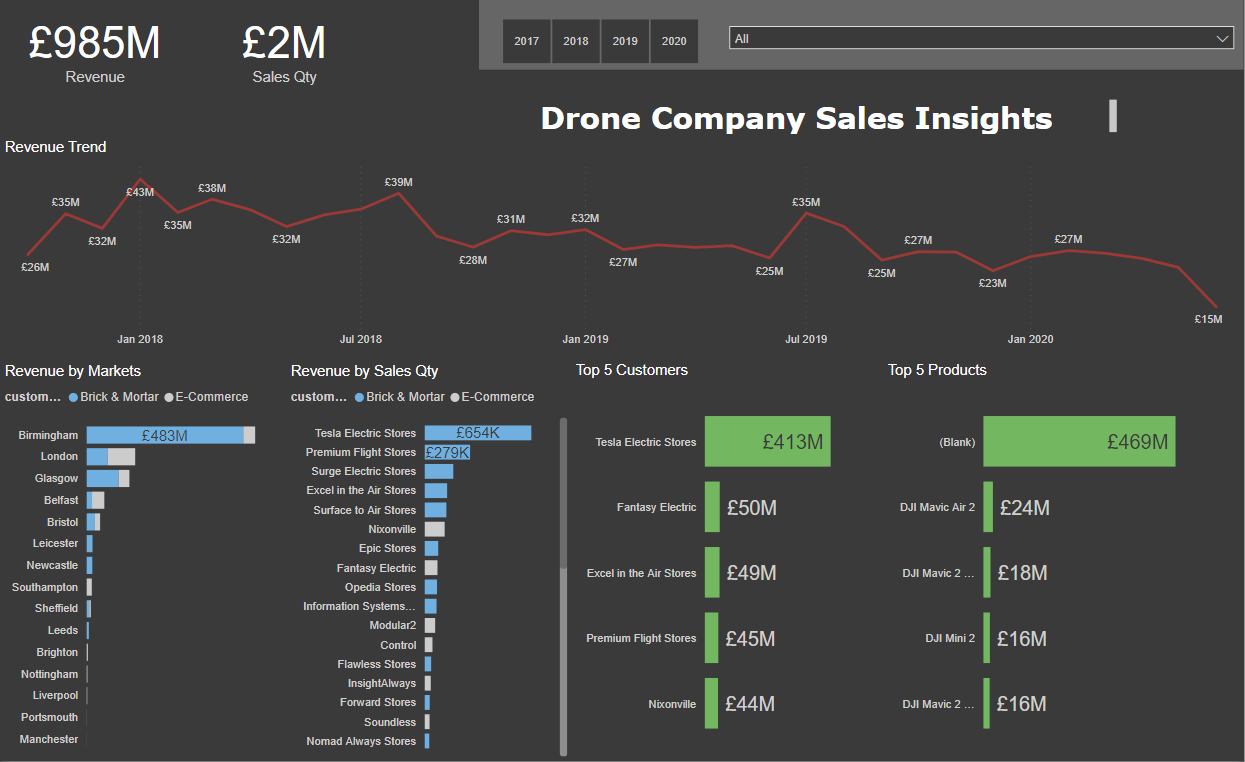 £985M
Revenue
£2M
Sales Qty
2017
2018
2019
2020
All
Drone Company Sales Insights
Revenue Trend
£26M
£35M
£32M
£43M
£35M
£38M
£32M
£39M
£28M
£31M
£32M
£27M
£25M
£35M
£25M
£27M
£23M
£27M
£15M
Jan 2018
Jul 2018
Jan 2019
Jul 2019
Jan 2020
Revenue by Markets
custom...
Brick & Mortar
E-Commerce
Birmingham
£483M
London
Glasgow
Belfast
Bristol
Leicester
Newcastle
Southampton
Sheffield
Leeds
Brighton
Nottingham
Liverpool
Portsmouth
Manchester
Revenue by Sales Qty
custom...
Brick & Mortar
E-Commerce
Tesla Electric Stores
£654K
Premium Flight Stores
£279K
Surge Electric Stores
Excel in the Air Stores
Surface to Air Stores
Nixonville
Epic Stores
Fantasy Electric
Opedia Stores
Information Systems...
Modular2
Control
Flawless Stores
InsightAlways
Forward Stores
Soundless
Nomad Always Stores
Top 5 Customers
Tesla Electric Stores
£413M
Fantasy Electric
£50M
Excel in the Air Stores
£49M
Premium Flight Stores
£45M
Nixonville
£44M
Top 5 Products
(Blank)
£469M
DJI Mavic Air 2
£24M
DJI Mavic 2 ...
£18M
DJI Mini 2
£16M
DJI Mavic 2 ...
£16M